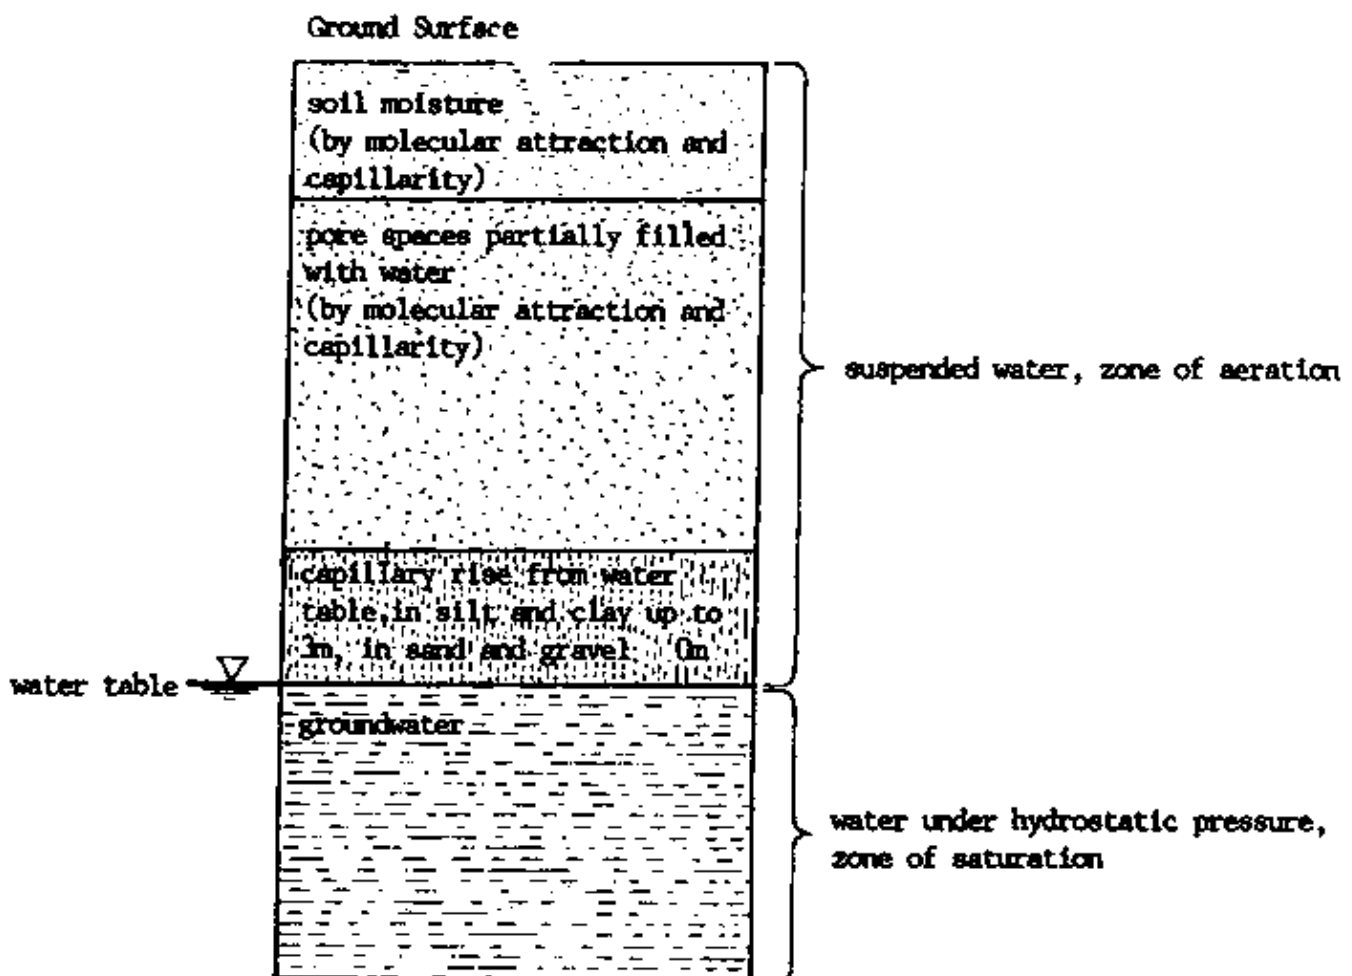 Ground Surface
soil moisture
(by molecular attraction and
capillarity)
pore spaces partially filled
with water
(by molecular attraction and
capillarity)
suspended water, zone of aeration
capillary rise from water
table, in silt and clay up to
3m, in sand and gravel 0m
water table
groundwater
water under hydrostatic pressure,
zone of saturation